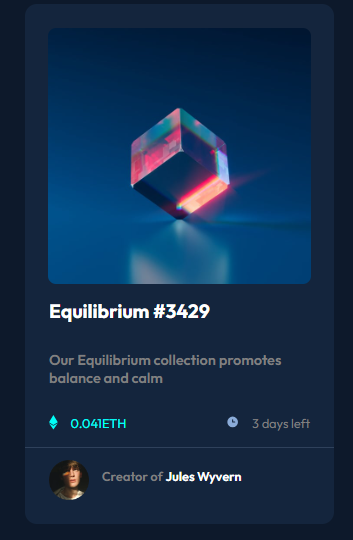 Equilibrium #3429
Our Equilibrium collection promotes
balance and calm
0.041ETH
3 days left
Creator of Jules Wyvern